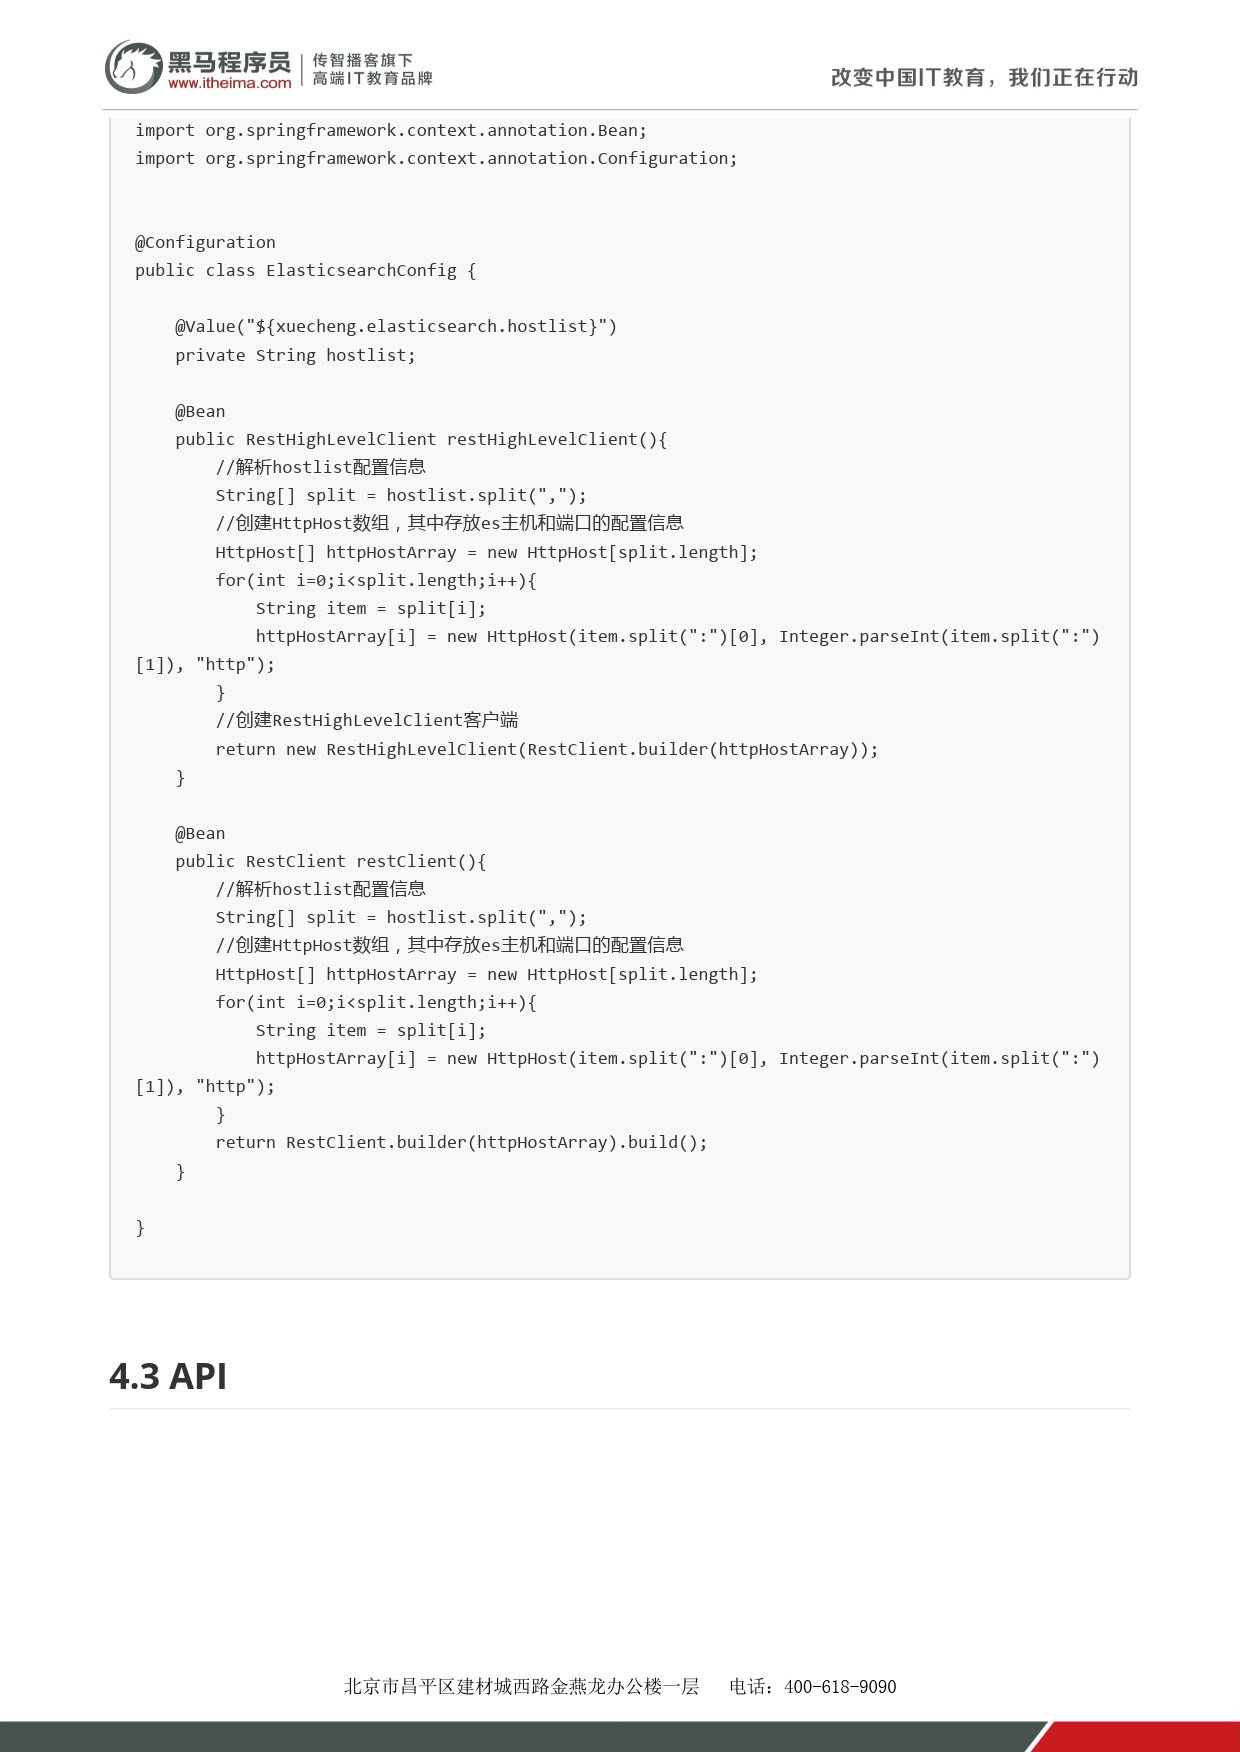 黑马程序员
www.itheima.com
传智播客旗下
高端IT教育品牌
改变中国IT教育，我们正在行动
import org.springframework.context.annotation.Bean;
import org.springframework.context.annotation.Configuration;
@Configuration
public class ElasticsearchConfig {
    @Value("${xuecheng.elasticsearch.hostlist}")
    private String hostlist;
    @Bean
    public RestHighLevelClient restHighLevelClient(){
        //解析hostlist配置信息
        String[] split = hostlist.split(",");
        //创建HttpHost数组，其中存放es主机和端口的配置信息
        HttpHost[] httpHostArray = new HttpHost[split.length];
        for(int i=0;i<split.length;i++){
            String item = split[i];
            httpHostArray[i] = new HttpHost(item.split(":")[0], Integer.parseInt(item.split(":")
[1]), "http");
        }
        //创建RestHighLevelClient客户端
        return new RestHighLevelClient(RestClient.builder(httpHostArray));
    }
    @Bean
    public RestClient restClient(){
        //解析hostlist配置信息
        String[] split = hostlist.split(",");
        //创建HttpHost数组，其中存放es主机和端口的配置信息
        HttpHost[] httpHostArray = new HttpHost[split.length];
        for(int i=0;i<split.length;i++){
            String item = split[i];
            httpHostArray[i] = new HttpHost(item.split(":")[0], Integer.parseInt(item.split(":")
[1]), "http");
        }
        return RestClient.builder(httpHostArray).build();
    }
}
4.3 API
北京市昌平区建材城西路金燕龙办公楼一层 电话：400-618-9090